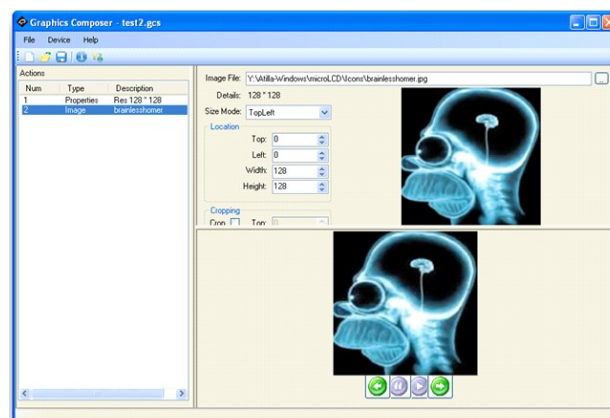 Graphics Composer - test2.gcs
File Device Help
Actions
Num Type Description
1 Properties Res 128 * 128
2 Image brainlesshomer
Image File: Y:\Atilla-Windows\microLCD\Icons\brainlesshomer.jpg ...
Details: 128 * 128
Size Mode: TopLeft
Location
Top: 0
Left: 0
Width: 128
Height: 128
Cropping
Crop Top: 0